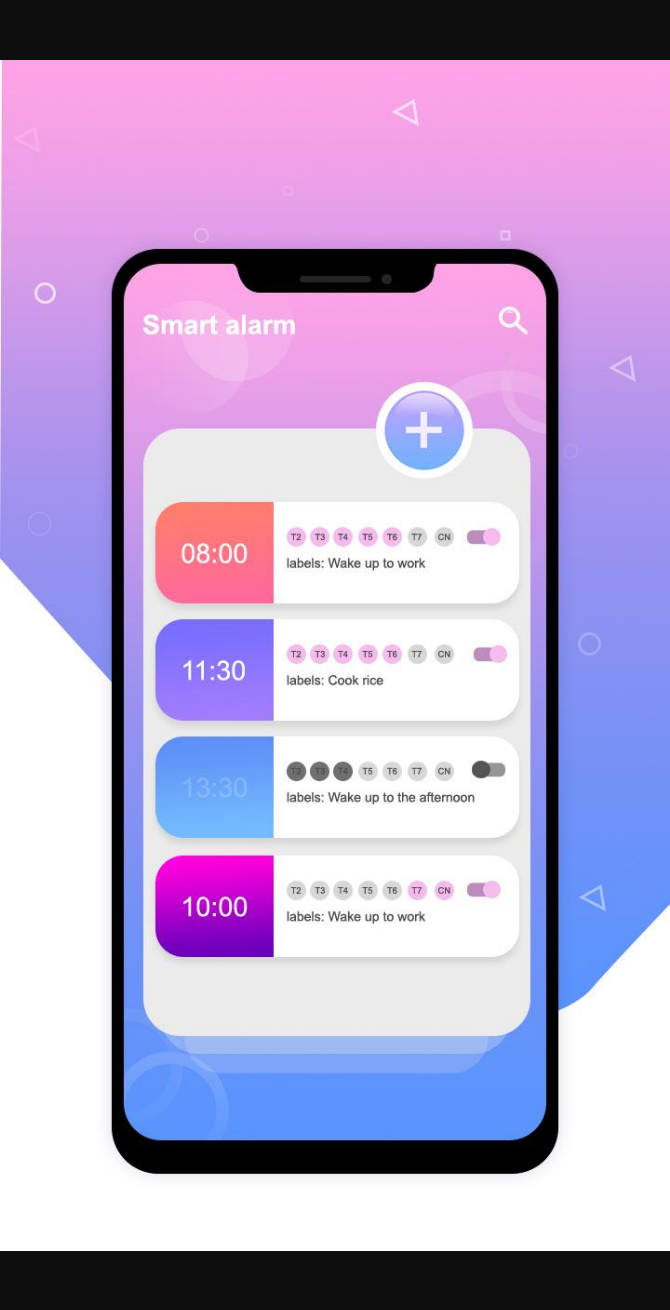 Smart alarm
08:00
T2 T3 T4 T5 T6 T7 CN
labels: Wake up to work
11:30
T2 T3 T4 T5 T6 T7 CN
labels: Cook rice
13:30
T2 T3 T4 T5 T6 T7 CN
labels: Wake up to the afternoon
10:00
T2 T3 T4 T5 T6 T7 CN
labels: Wake up to work